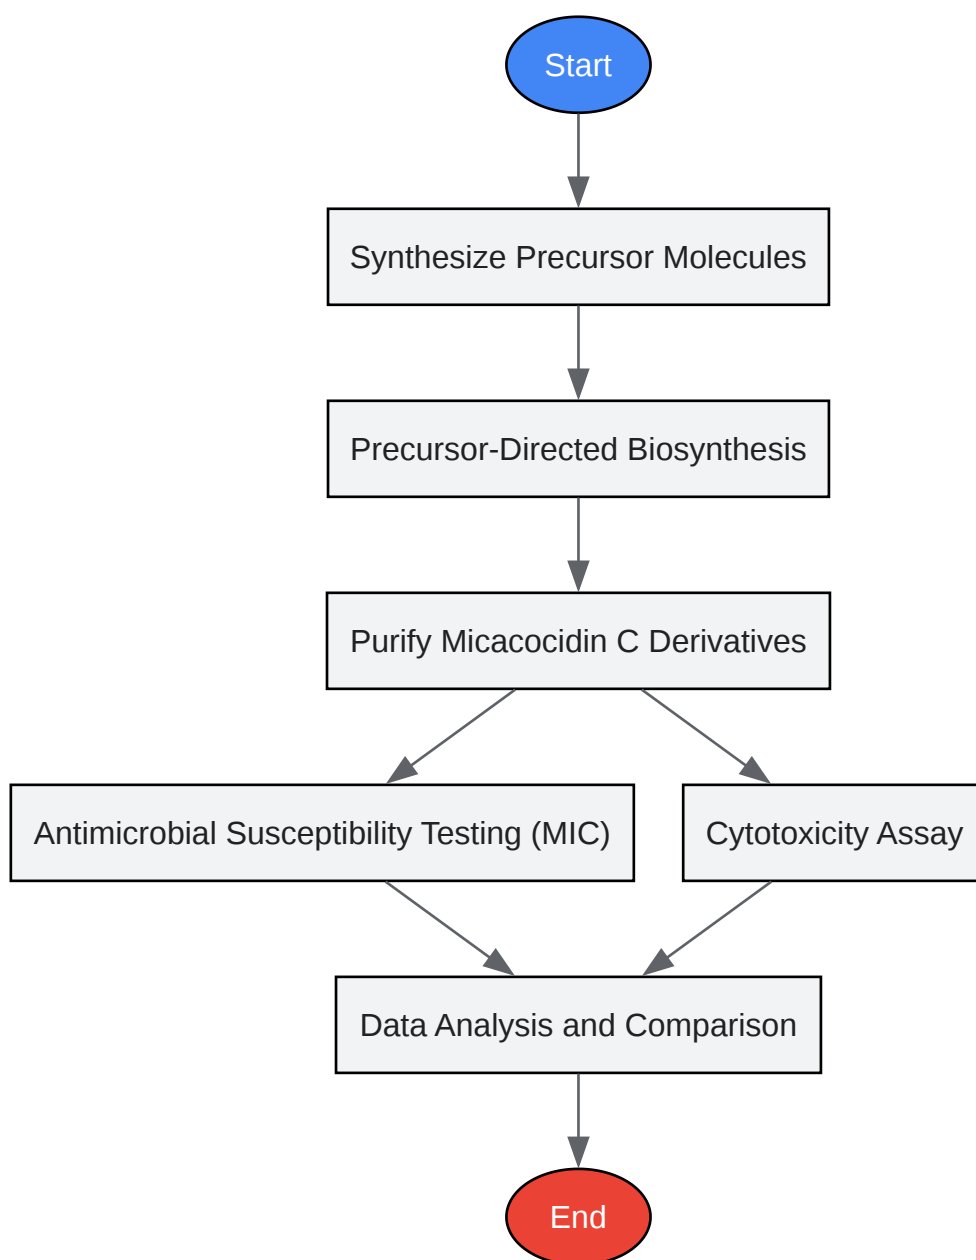 Start
Synthesize Precursor Molecules
Precursor-Directed Biosynthesis
Purify Micacocidin C Derivatives
Antimicrobial Susceptibility Testing (MIC)
Cytotoxicity Assay
Data Analysis and Comparison
End